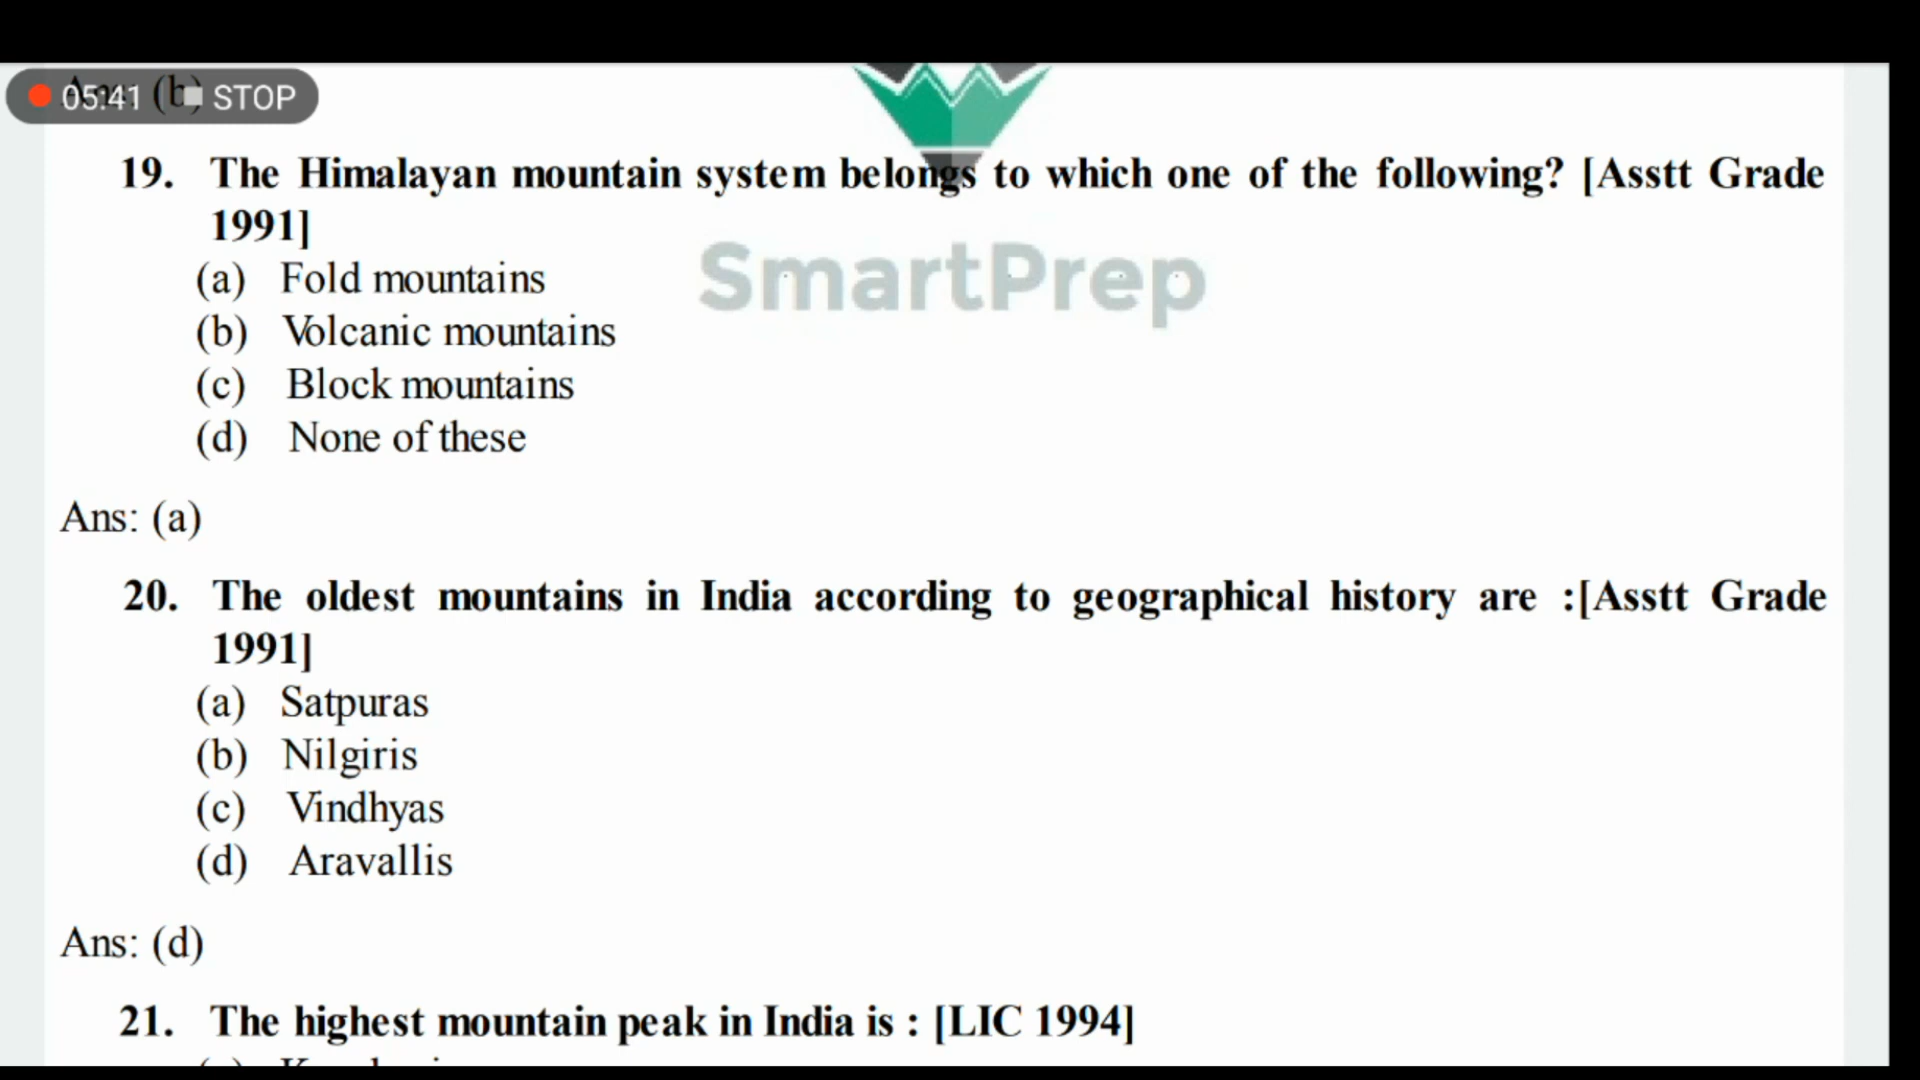 Ans: (b)
05:41 STOP
19. The Himalayan mountain system belongs to which one of the following? [Asstt Grade
1991]
SmartPrep
(a) Fold mountains
(b) Volcanic mountains
(c) Block mountains
(d) None of these
Ans: (a)
20. The oldest mountains in India according to geographical history are :[Asstt Grade
1991]
(a) Satpuras
(b) Nilgiris
(c) Vindhyas
(d) Aravallis
Ans: (d)
21. The highest mountain peak in India is : [LIC 1994]